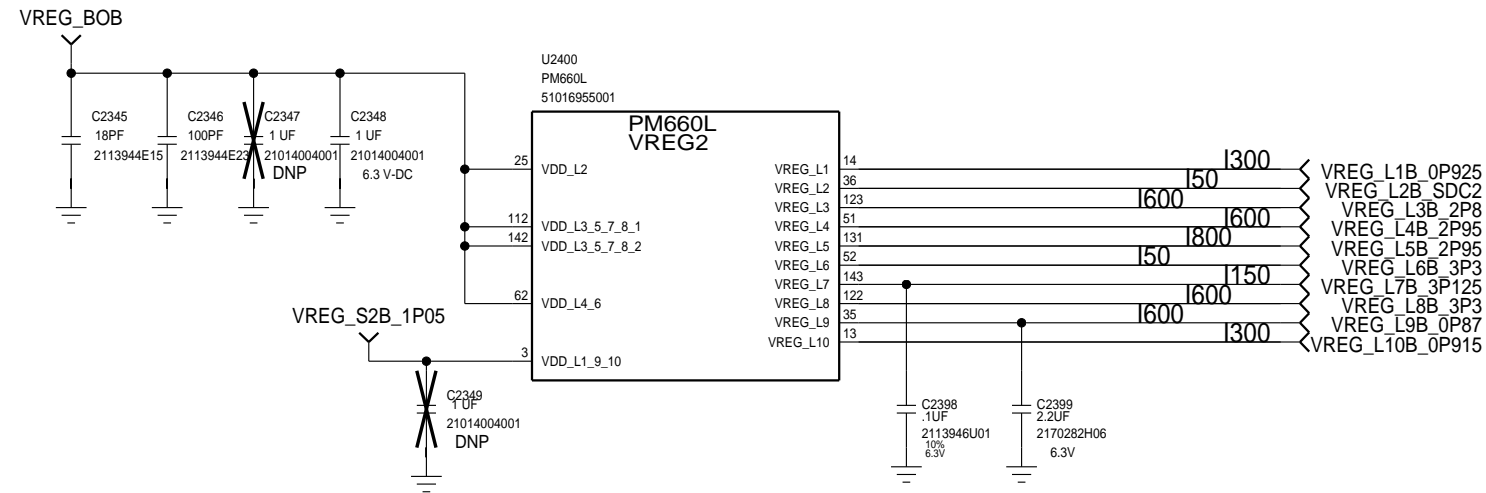 VREG_BOB
C2345
18PF
2113944E15
C2346
100PF
2113944E23
C2347
1 UF
21014004001
DNP
C2348
1 UF
21014004001
6.3 V-DC
U2400
PM660L
51016955001
PM660L
VREG2
25 VDD_L2
112 VDD_L3_5_7_8_1
142 VDD_L3_5_7_8_2
62 VDD_L4_6
3 VDD_L1_9_10
VREG_S2B_1P05
C2349
1 UF
21014004001
DNP
VREG_L1 14 I300 VREG_L1B_0P925
VREG_L2 36 I50 VREG_L2B_SDC2
VREG_L3 123 I600 VREG_L3B_2P8
VREG_L4 51 I600 VREG_L4B_2P95
VREG_L5 131 I800 VREG_L5B_2P95
VREG_L6 52 I50 VREG_L6B_3P3
VREG_L7 143 I150 VREG_L7B_3P125
VREG_L8 122 I600 VREG_L8B_3P3
VREG_L9 35 I600 VREG_L9B_0P87
VREG_L10 13 I300 VREG_L10B_0P915
C2398
.1UF
2113946U01
10%
6.3V
C2399
2.2UF
2170282H06
6.3V